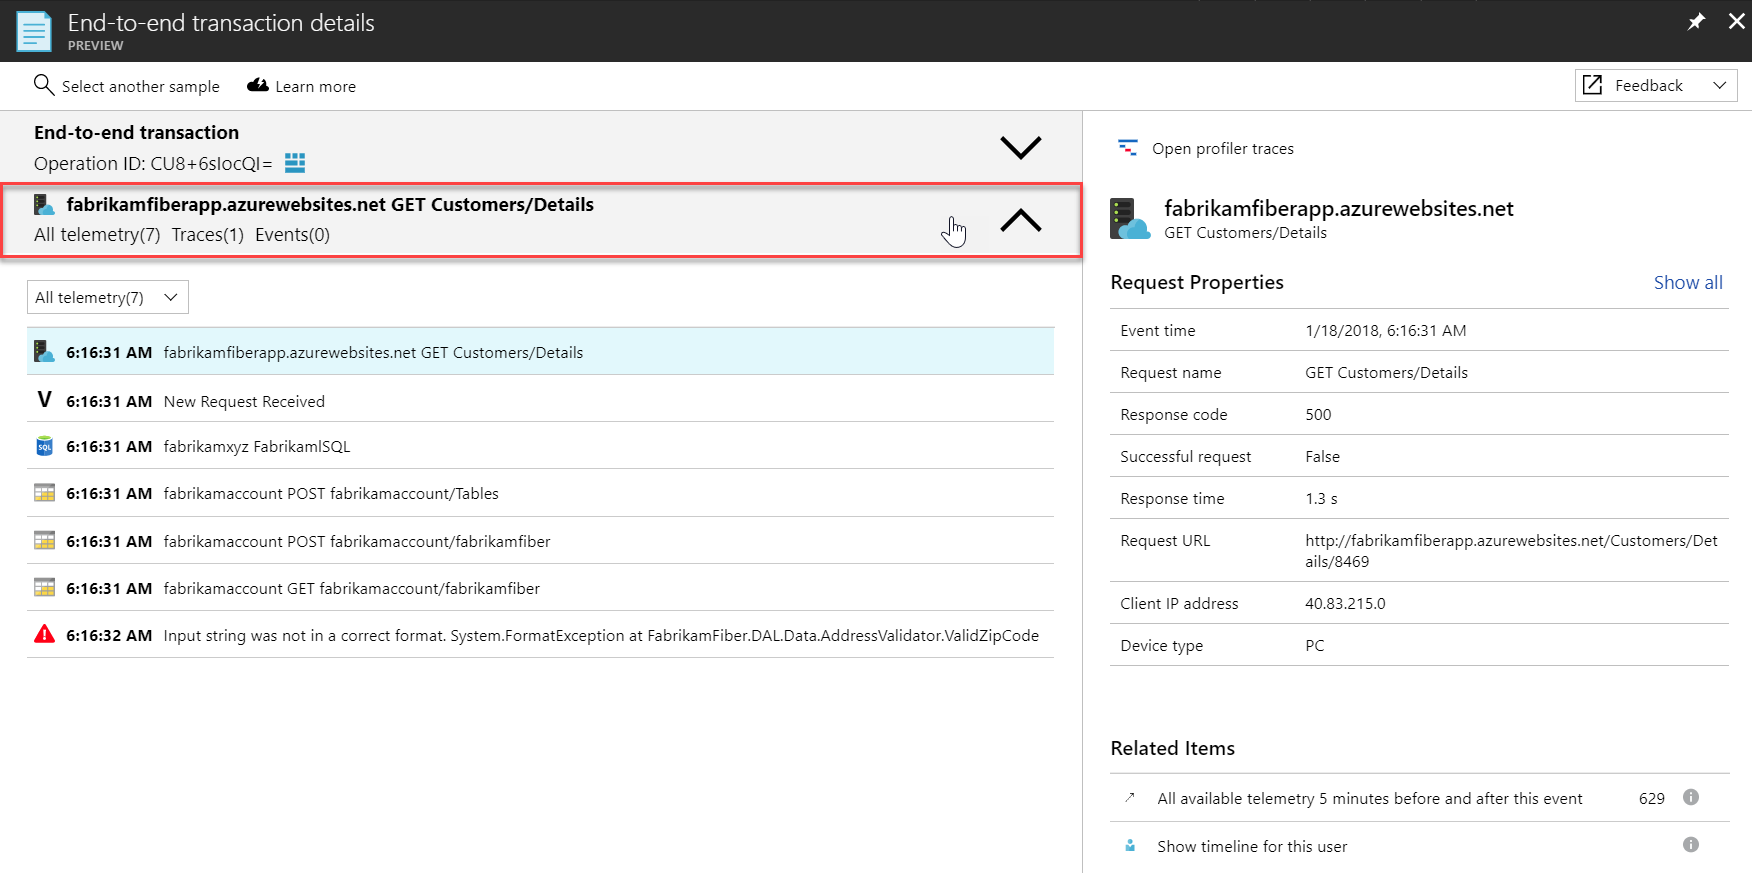 End-to-end transaction details
PREVIEW
Select another sample
Learn more
Feedback
End-to-end transaction
Operation ID: CU8+6sIocQI=
fabrikamfiberapp.azurewebsites.net GET Customers/Details
All telemetry(7) Traces(1) Events(0)
All telemetry(7)
6:16:31 AM fabrikamfiberapp.azurewebsites.net GET Customers/Details
V 6:16:31 AM New Request Received
SQL 6:16:31 AM fabrikamxyz FabrikamlSQL
6:16:31 AM fabrikamaccount POST fabrikamaccount/Tables
6:16:31 AM fabrikamaccount POST fabrikamaccount/fabrikamfiber
6:16:31 AM fabrikamaccount GET fabrikamaccount/fabrikamfiber
6:16:32 AM Input string was not in a correct format. System.FormatException at FabrikamFiber.DAL.Data.AddressValidator.ValidZipCode
Open profiler traces
fabrikamfiberapp.azurewebsites.net
GET Customers/Details
Request Properties Show all
Event time 1/18/2018, 6:16:31 AM
Request name GET Customers/Details
Response code 500
Successful request False
Response time 1.3 s
Request URL http://fabrikamfiberapp.azurewebsites.net/Customers/Det
ails/8469
Client IP address 40.83.215.0
Device type PC
Related Items
All available telemetry 5 minutes before and after this event 629
Show timeline for this user